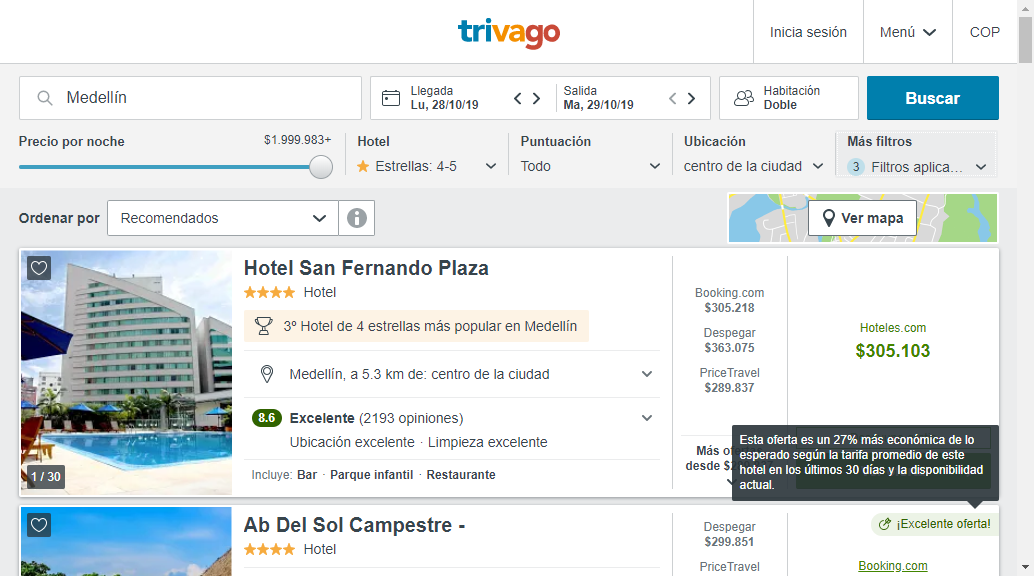 trivago
Inicia sesión
Menú
COP
Medellín
Llegada
Lu, 28/10/19
Salida
Ma, 29/10/19
Habitación
Doble
Buscar
Precio por noche
$1.999.983+
Hotel
Estrellas: 4-5
Puntuación
Todo
Ubicación
centro de la ciudad
Más filtros
3 Filtros aplica...
Ordenar por
Recomendados
Ver mapa
1 / 30
Hotel San Fernando Plaza
Hotel
3º Hotel de 4 estrellas más popular en Medellín
Medellín, a 5.3 km de: centro de la ciudad
8.6 Excelente (2193 opiniones)
Ubicación excelente · Limpieza excelente
Incluye: Bar · Parque infantil · Restaurante
Booking.com
$305.218
Despegar
$363.075
PriceTravel
$289.837
Más
desde
Hoteles.com
$305.103
Esta oferta es un 27% más económica de lo
esperado según la tarifa promedio de este
hotel en los últimos 30 días y la disponibilidad
actual.
Ab Del Sol Campestre -
Hotel
Despegar
$299.851
PriceTravel
¡Excelente oferta!
Booking.com